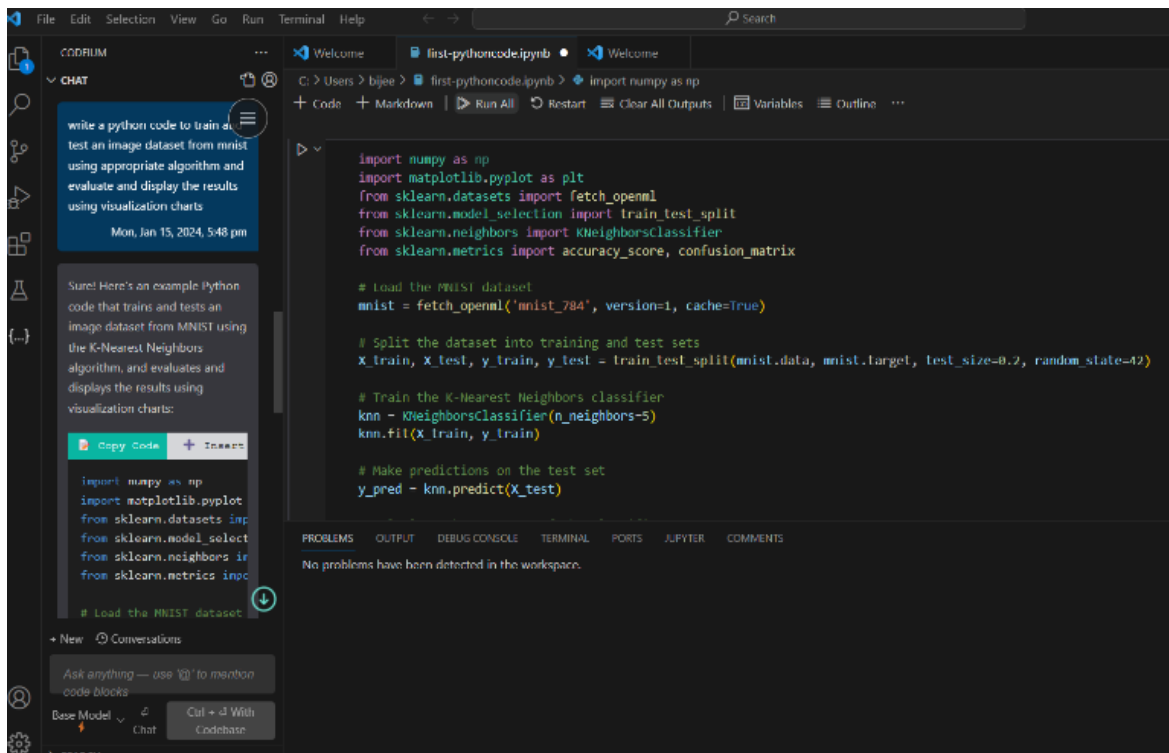 File Edit Selection View Go Run Terminal Help
Search
CODEIUM
CHAT
write a python code to train
test an image dataset from mnist
using appropriate algorithm and
evaluate and display the results
using visualization charts
Mon, Jan 15, 2024, 5:48 pm
Sure! Here's an example Python
code that trains and tests an
image dataset from MNIST using
the K-Nearest Neighbors
algorithm, and evaluates and
displays the results using
visualization charts:
Copy Code + Insert
import numpy as np
import matplotlib.pyplot
from sklearn.datasets imp
from sklearn.model_select
from sklearn.neighbors im
from sklearn.metrics impo
# Load the MNIST dataset
+ New Conversations
Ask anything — use '@' to mention
code blocks
Base Model
Chat
Ctrl + ⏎ With
Codebase
Welcome first-pythoncode.ipynb Welcome
C: > Users > bijee > first-pythoncode.ipynb > import numpy as np
+ Code + Markdown | Run All Restart Clear All Outputs | Variables Outline ...
import numpy as np
import matplotlib.pyplot as plt
from sklearn.datasets import fetch_openml
from sklearn.model_selection import train_test_split
from sklearn.neighbors import KNeighborsClassifier
from sklearn.metrics import accuracy_score, confusion_matrix
# Load the MNIST dataset
mnist = fetch_openml('mnist_784', version=1, cache=True)
# Split the dataset into training and test sets
X_train, X_test, y_train, y_test = train_test_split(mnist.data, mnist.target, test_size=0.2, random_state=42)
# Train the K-Nearest Neighbors classifier
knn = KNeighborsClassifier(n_neighbors=5)
knn.fit(X_train, y_train)
# Make predictions on the test set
y_pred = knn.predict(X_test)
PROBLEMS OUTPUT DEBUG CONSOLE TERMINAL PORTS JUPYTER COMMENTS
No problems have been detected in the workspace.